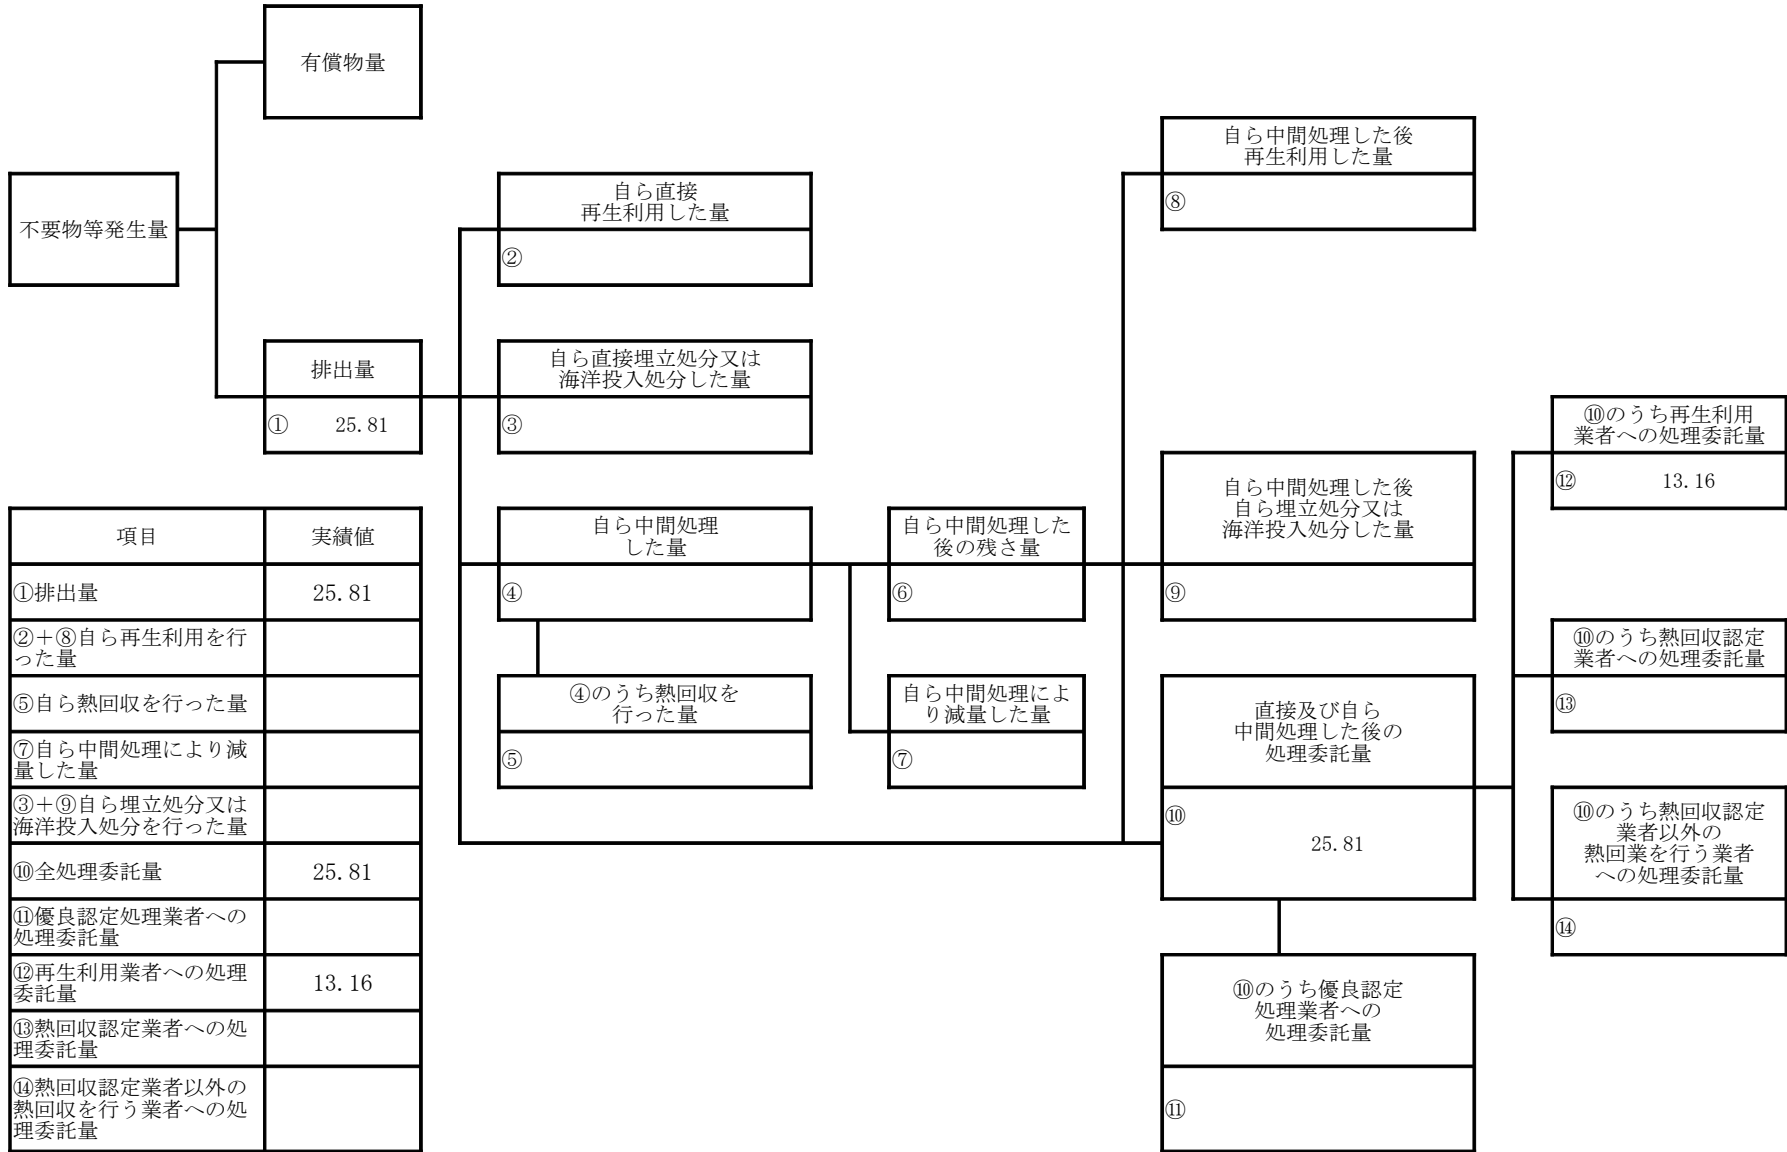 有償物量
不要物等発生量
排出量
① 25.81
自ら直接
再生利用した量
②
自ら直接埋立処分又は
海洋投入処分した量
③
自ら中間処理
した量
④
④のうち熱回収を
行った量
⑤
自ら中間処理した
後の残さ量
⑥
自ら中間処理によ
り減量した量
⑦
自ら中間処理した後
再生利用した量
⑧
自ら中間処理した後
自ら埋立処分又は
海洋投入処分した量
⑨
直接及び自ら
中間処理した後の
処理委託量
⑩
25.81
⑩のうち優良認定
処理業者への
処理委託量
⑪
⑩のうち再生利用
業者への処理委託量
⑫ 13.16
⑩のうち熱回収認定
業者への処理委託量
⑬
⑩のうち熱回収認定
業者以外の
熱回業を行う業者
への処理委託量
⑭
項目 実績値
①排出量 25.81
②＋⑧自ら再生利用を行
った量
⑤自ら熱回収を行った量
⑦自ら中間処理により減
量した量
③＋⑨自ら埋立処分又は
海洋投入処分を行った量
⑩全処理委託量 25.81
⑪優良認定処理業者への
処理委託量
⑫再生利用業者への処理
委託量 13.16
⑬熱回収認定業者への処
理委託量
⑭熱回収認定業者以外の
熱回収を行う業者への処
理委託量